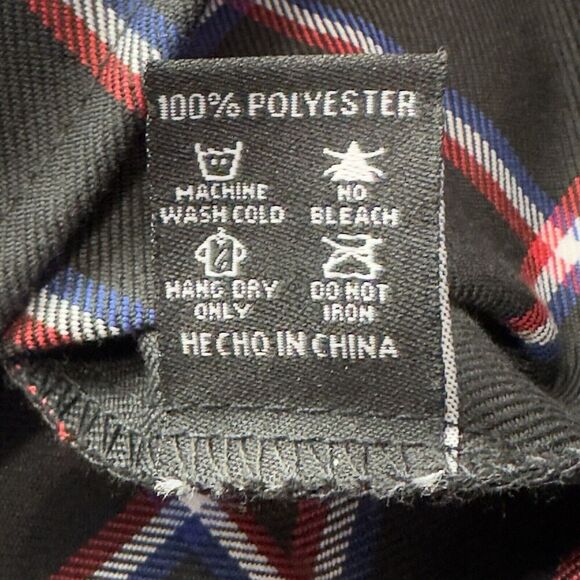 100% POLYESTER
MACHINE
WASH COLD
NO
BLEACH
HANG DRY
ONLY
DO NOT
IRON
HECHO IN CHINA